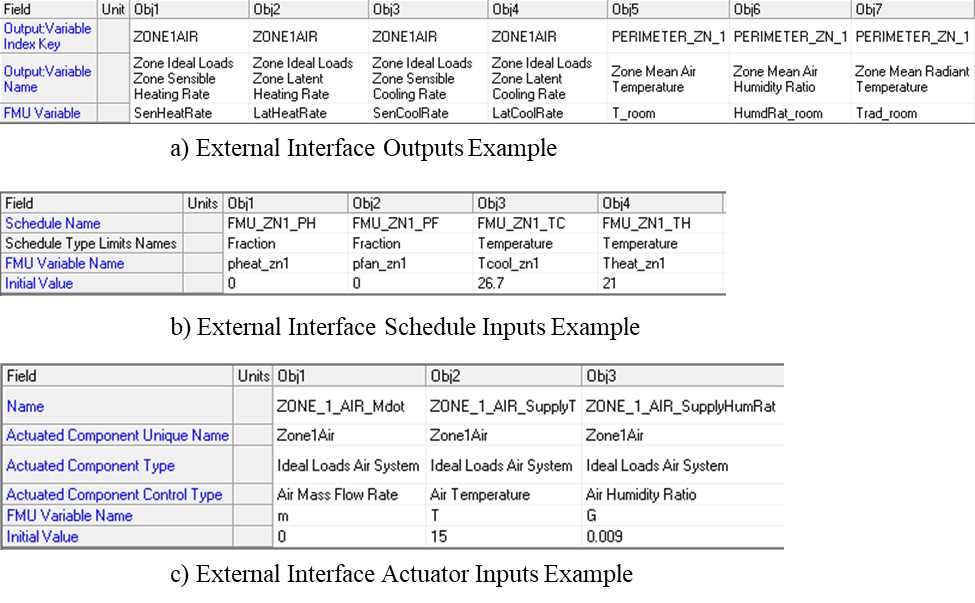 Field Unit Obj1 Obj2 Obj3 Obj4 Obj5 Obj6 Obj7
Output:Variable Index Key ZONE1AIR ZONE1AIR ZONE1AIR ZONE1AIR PERIMETER_ZN_1 PERIMETER_ZN_1 PERIMETER_ZN_1
Output:Variable Name Zone Ideal Loads Zone Sensible Heating Rate Zone Ideal Loads Zone Latent Heating Rate Zone Ideal Loads Zone Sensible Cooling Rate Zone Ideal Loads Zone Latent Cooling Rate Zone Mean Air Temperature Zone Mean Air Humidity Ratio Zone Mean Radiant Temperature
FMU Variable SenHeatRate LatHeatRate SenCoolRate LatCoolRate T_room HumdRat_room Trad_room
a) External Interface Outputs Example
Field Units Obj1 Obj2 Obj3 Obj4
Schedule Name FMU_ZN1_PH FMU_ZN1_PF FMU_ZN1_TC FMU_ZN1_TH
Schedule Type Limits Names Fraction Fraction Temperature Temperature
FMU Variable Name pheat_zn1 pfan_zn1 Tcool_zn1 Theat_zn1
Initial Value 0 0 26.7 21
b) External Interface Schedule Inputs Example
Field Units Obj1 Obj2 Obj3
Name ZONE_1_AIR_Mdot ZONE_1_AIR_SupplyT ZONE_1_AIR_SupplyHumRat
Actuated Component Unique Name Zone1Air Zone1Air Zone1Air
Actuated Component Type Ideal Loads Air System Ideal Loads Air System Ideal Loads Air System
Actuated Component Control Type Air Mass Flow Rate Air Temperature Air Humidity Ratio
FMU Variable Name m T G
Initial Value 0 15 0.009
c) External Interface Actuator Inputs Example